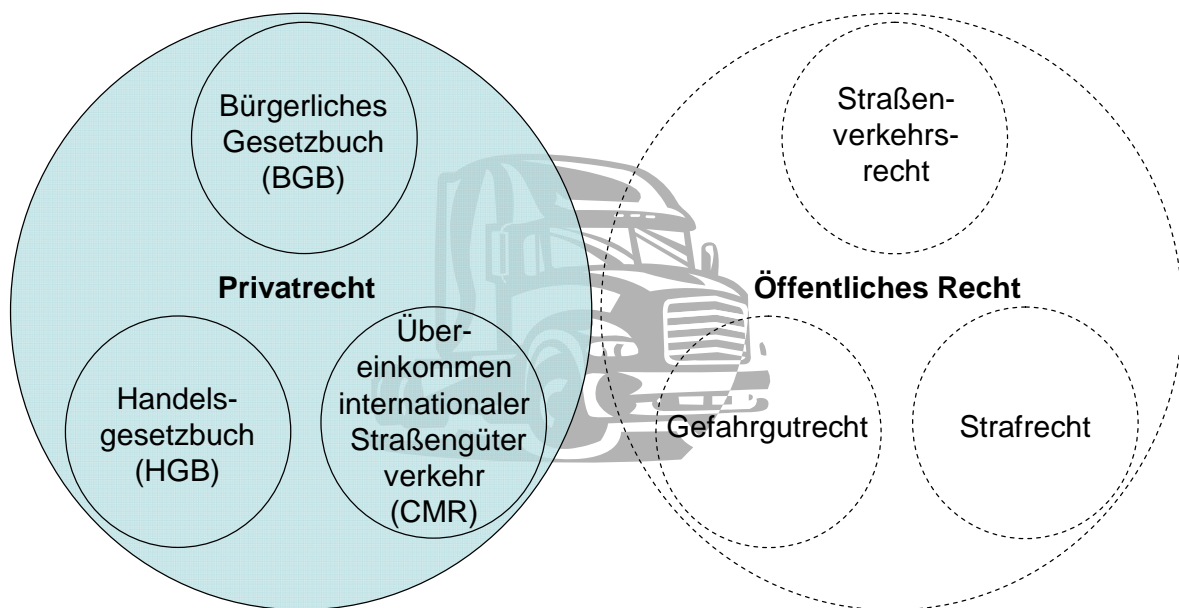 Bürgerliches
Gesetzbuch
(BGB)
Privatrecht
Handels-
gesetzbuch
(HGB)
Über-
einkommen
internationaler
Straßengüter
verkehr
(CMR)
Straßen-
verkehrs-
recht
Öffentliches Recht
Gefahrgutrecht
Strafrecht